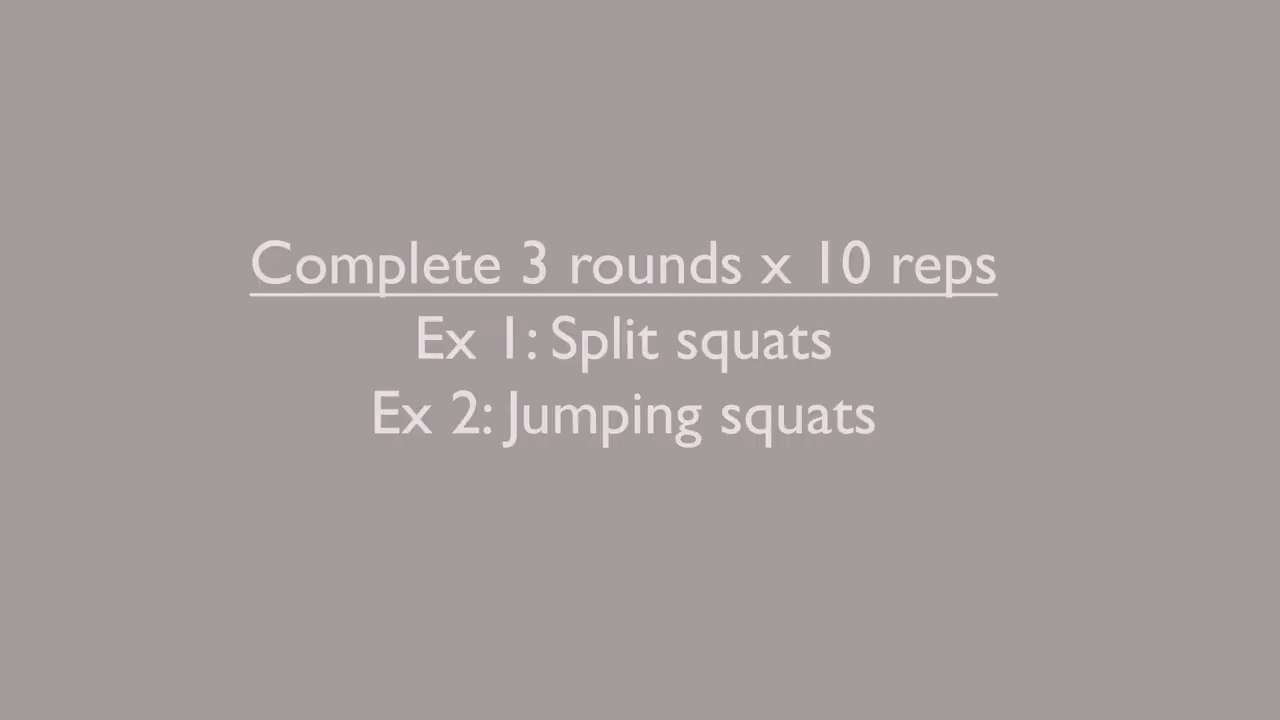 Complete 3 rounds x 10 reps
Ex 1: Split squats
Ex 2: Jumping squats